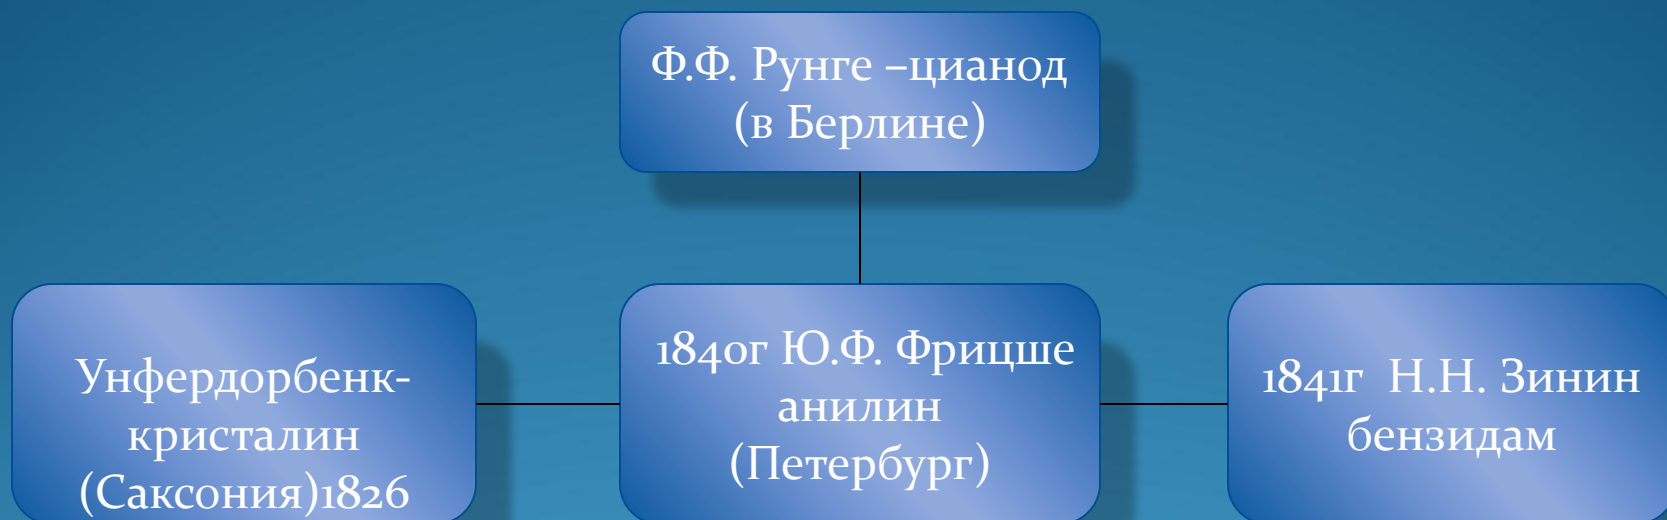 Ф.Ф. Рунге –цианод
(в Берлине)
Унфердорбенк-
кристалин
(Саксония)1826
1840г Ю.Ф. Фрицше
анилин
(Петербург)
1841г Н.Н. Зинин
бензидам